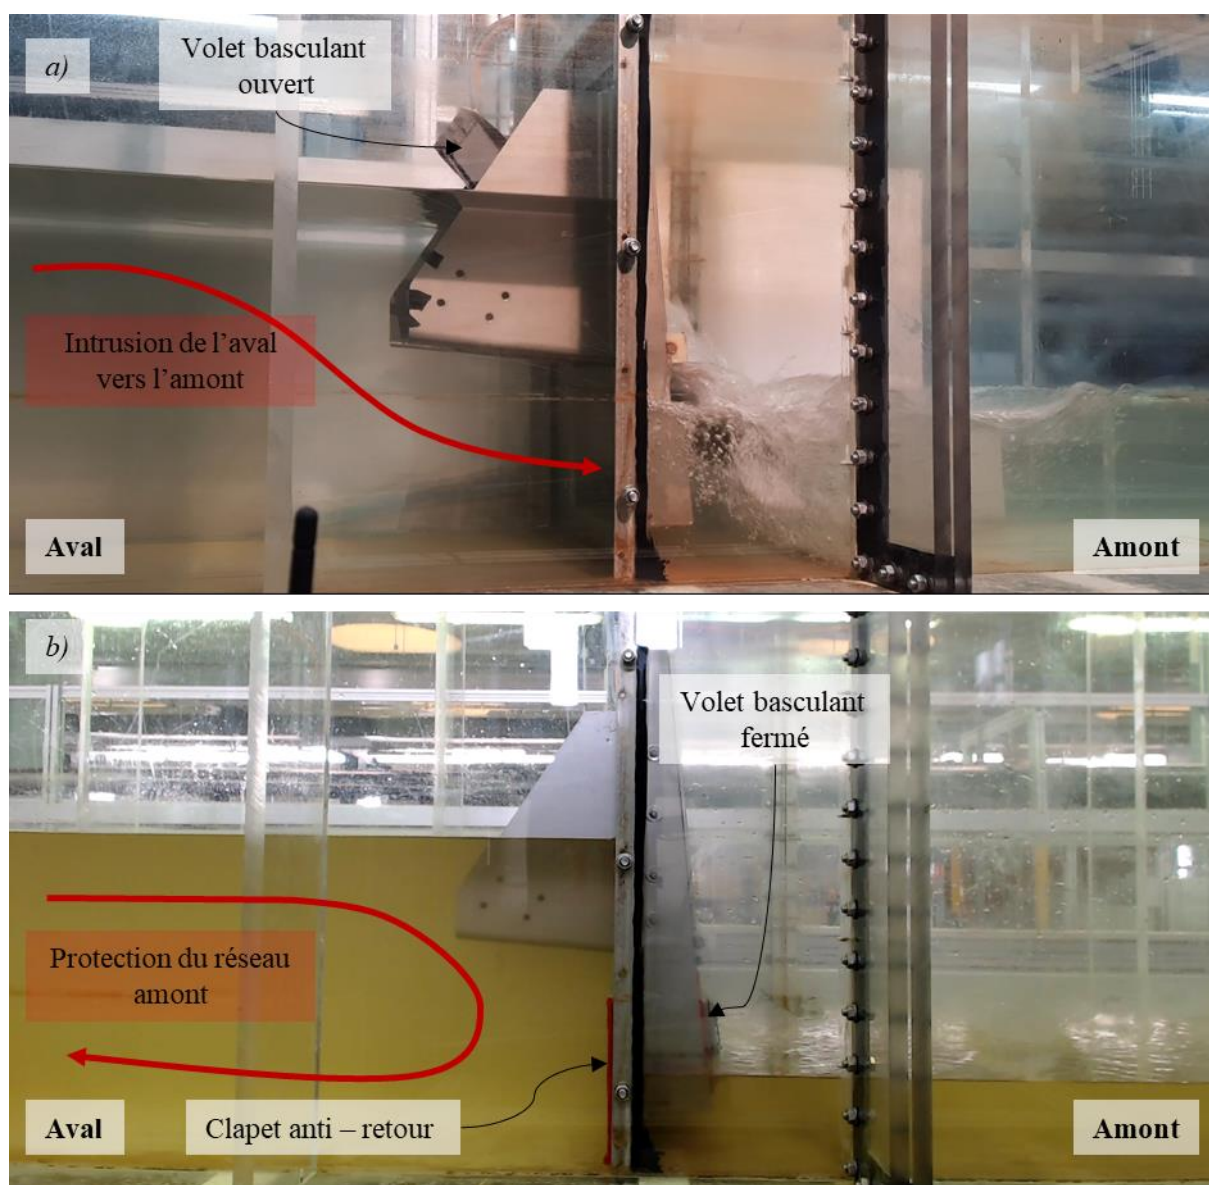 a)
Volet basculant
ouvert
Intrusion de l’aval
vers l’amont
Aval
Amont
b)
Volet basculant
fermé
Protection du réseau
amont
Aval
Clapet anti – retour
Amont